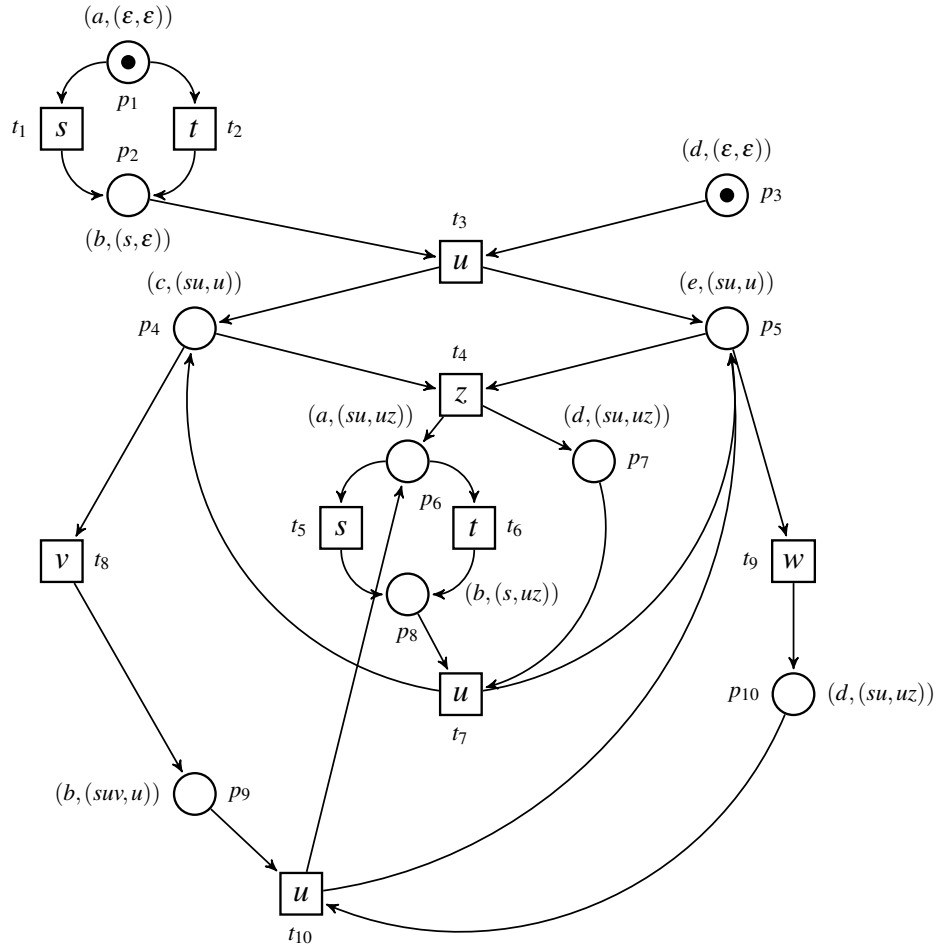 (a,(ε,ε))
p₁
t₁ s t t₂
p₂
(b,(s,ε))
(d,(ε,ε))
p₃
t₃
u
(c,(su,u))
p₄
(e,(su,u))
p₅
t₄
z
(a,(su,uz))
p₆
(d,(su,uz))
p₇
t₅ s t t₆
(b,(s,uz))
p₈
v t₈
t₉ w
u
t₇
p₁₀ (d,(su,uz))
(b,(suv,u)) p₉
u
t₁₀